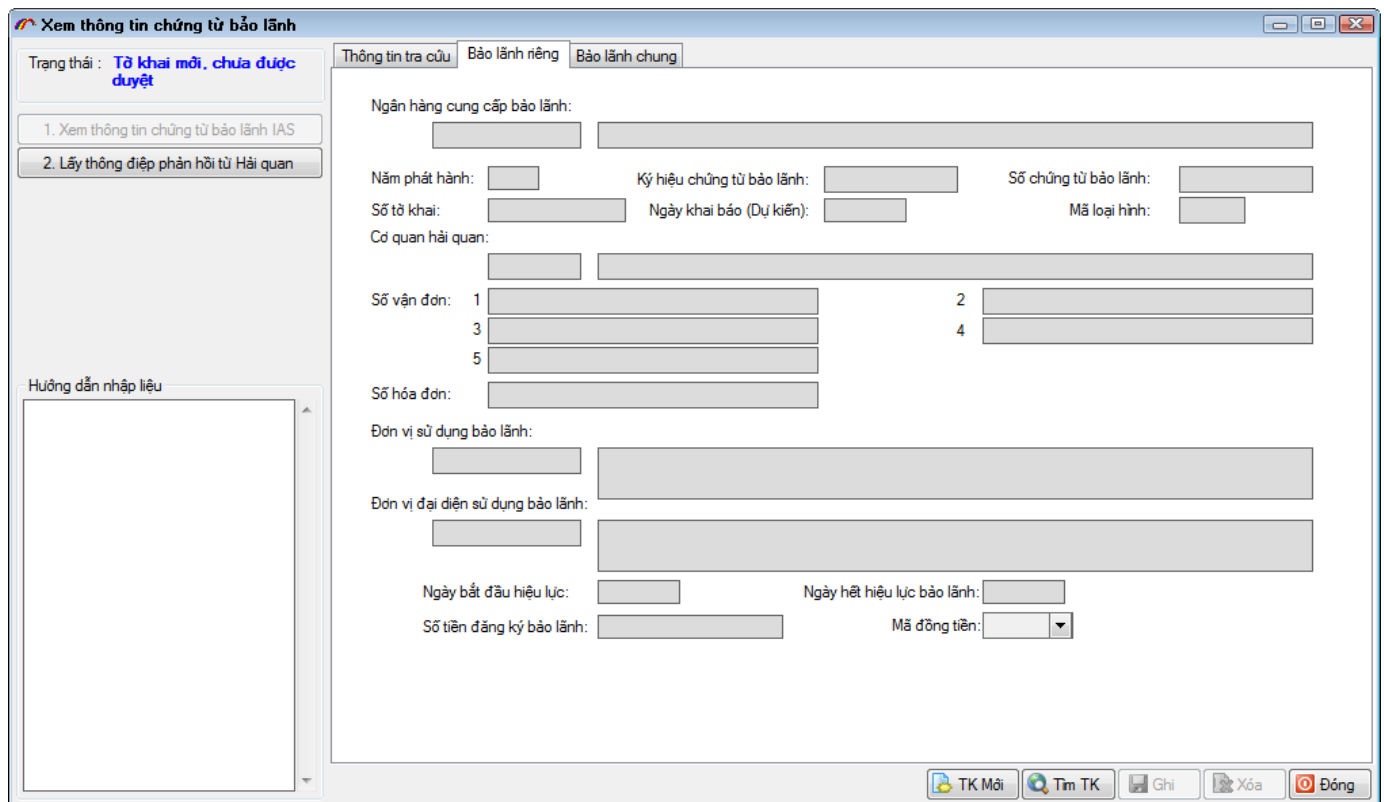 Xem thông tin chứng từ bảo lãnh
Trạng thái : Tờ khai mới, chưa được
duyệt
1. Xem thông tin chứng từ bảo lãnh IAS
2. Lấy thông điệp phản hồi từ Hải quan
Hướng dẫn nhập liệu
Thông tin tra cứu Bảo lãnh riêng Bảo lãnh chung
Ngân hàng cung cấp bảo lãnh:
Năm phát hành: Ký hiệu chứng từ bảo lãnh: Số chứng từ bảo lãnh:
Số tờ khai: Ngày khai báo (Dự kiến): Mã loại hình:
Cơ quan hải quan:
Số vận đơn: 1 2
3 4
5
Số hóa đơn:
Đơn vị sử dụng bảo lãnh:
Đơn vị đại diện sử dụng bảo lãnh:
Ngày bắt đầu hiệu lực: Ngày hết hiệu lực bảo lãnh:
Số tiền đăng ký bảo lãnh: Mã đồng tiền:
TK Mới Tìm TK Ghi Xóa Đóng